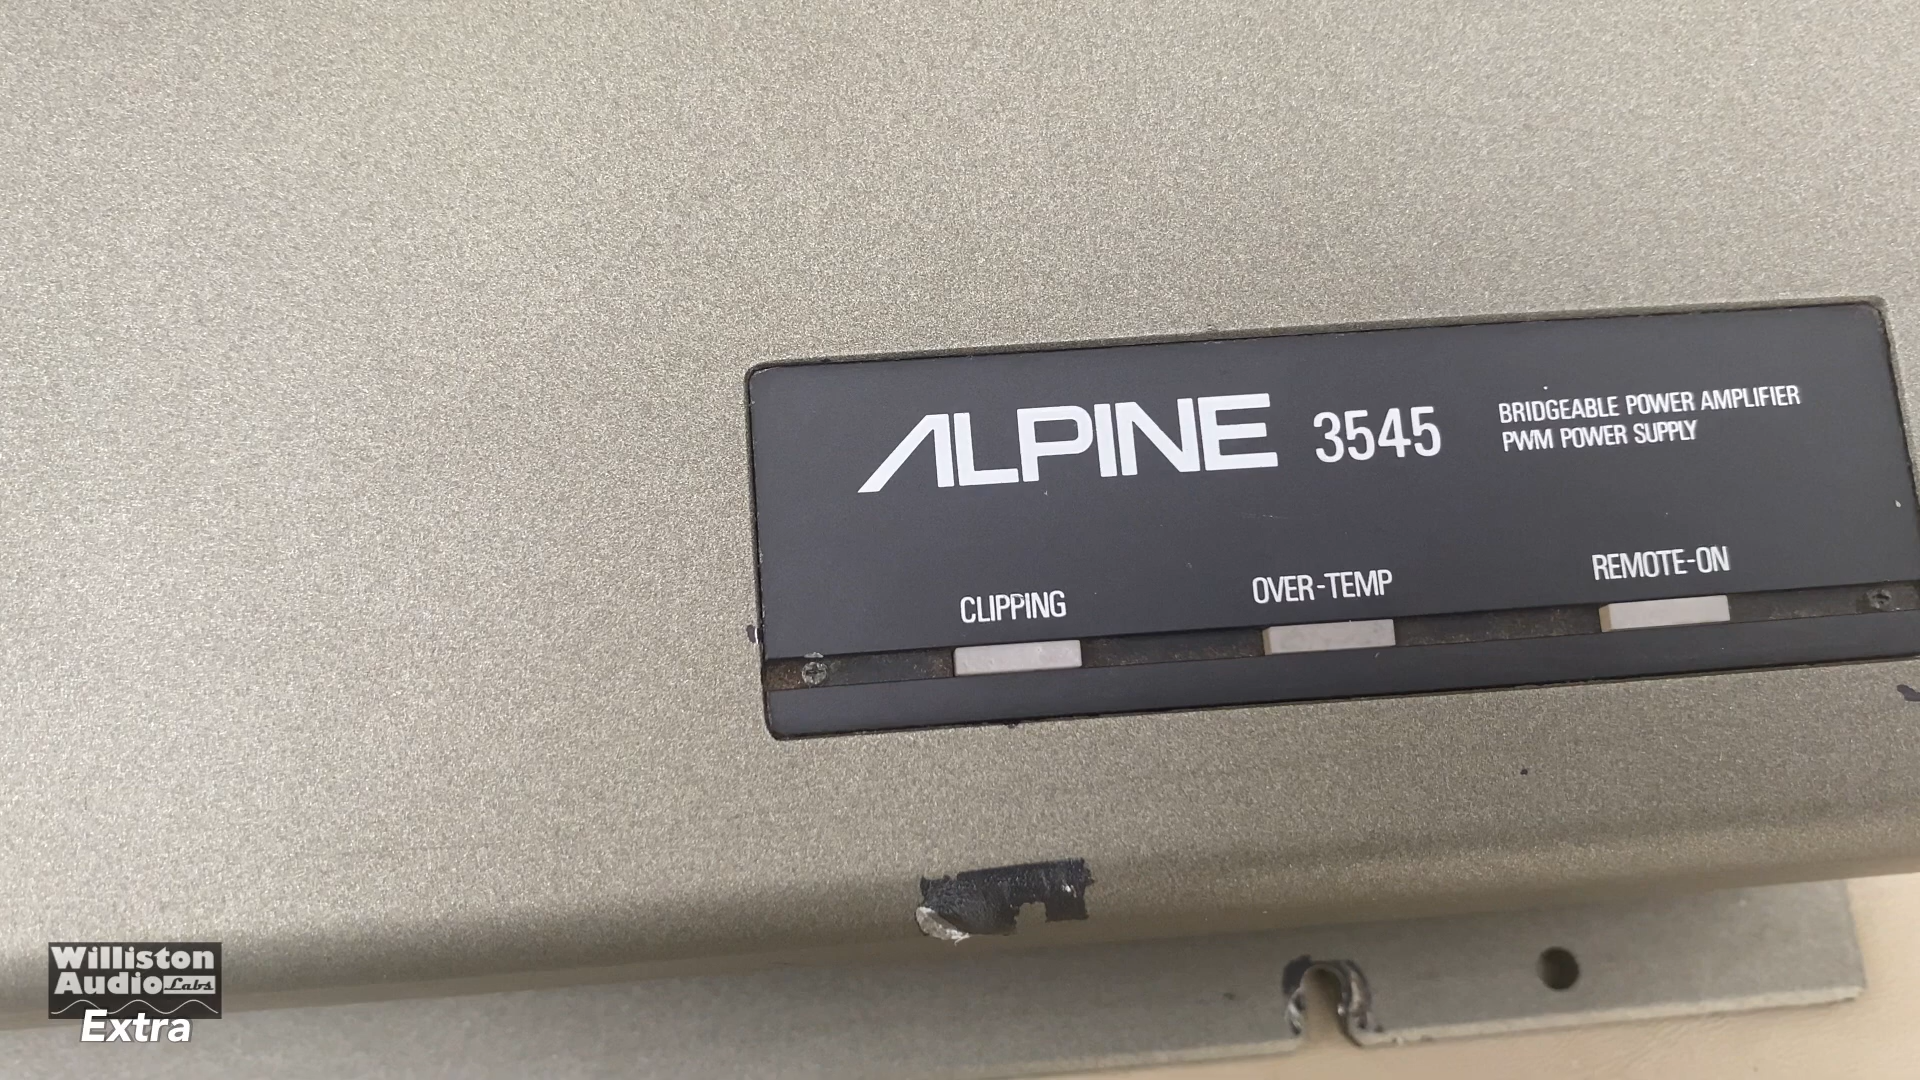 ALPINE 3545
BRIDGEABLE POWER AMPLIFIER
PWM POWER SUPPLY
CLIPPING
OVER-TEMP
REMOTE-ON
Williston
Audio Labs
Extra